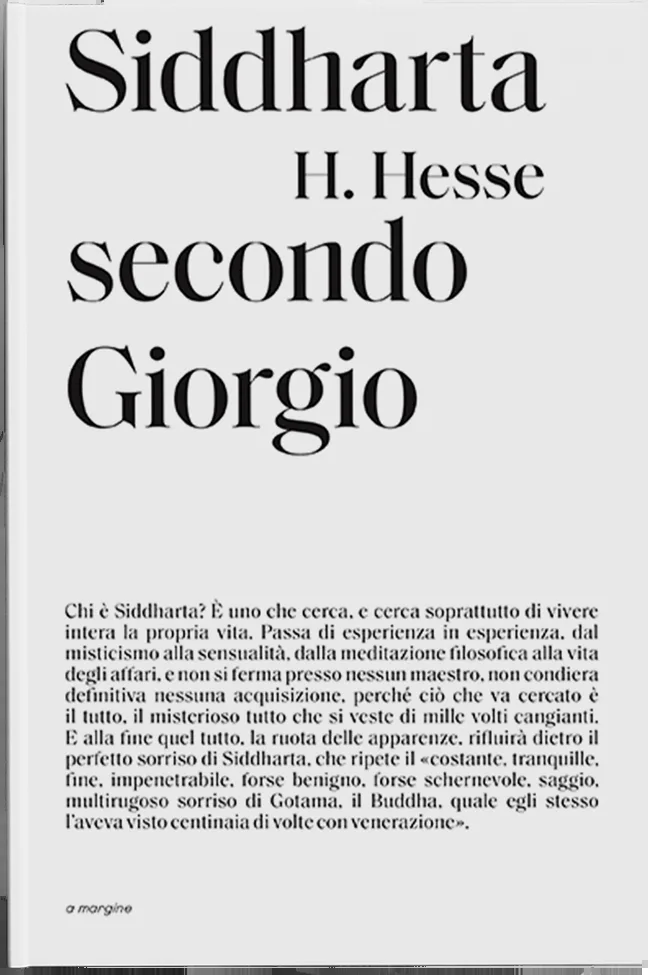 Siddharta
H. Hesse
secondo
Giorgio
Chi è Siddharta? È uno che cerca, e cerca soprattutto di vivere
intera la propria vita. Passa di esperienza in esperienza, dal
misticismo alla sensualità, dalla meditazione filosofica alla vita
degli affari, e non si ferma presso nessun maestro, non condiera
definitiva nessuna acquisizione, perché ciò che va cercato è
il tutto, il misterioso tutto che si veste di mille volti cangianti.
E alla fine quel tutto, la ruota delle apparenze, rifluirà dietro il
perfetto sorriso di Siddharta, che ripete il «costante, tranquille,
fine, impenetrabile, forse benigno, forse schernevole, saggio,
multirugoso sorriso di Gotama, il Buddha, quale egli stesso
l'aveva visto centinaia di volte con venerazione».
a margine